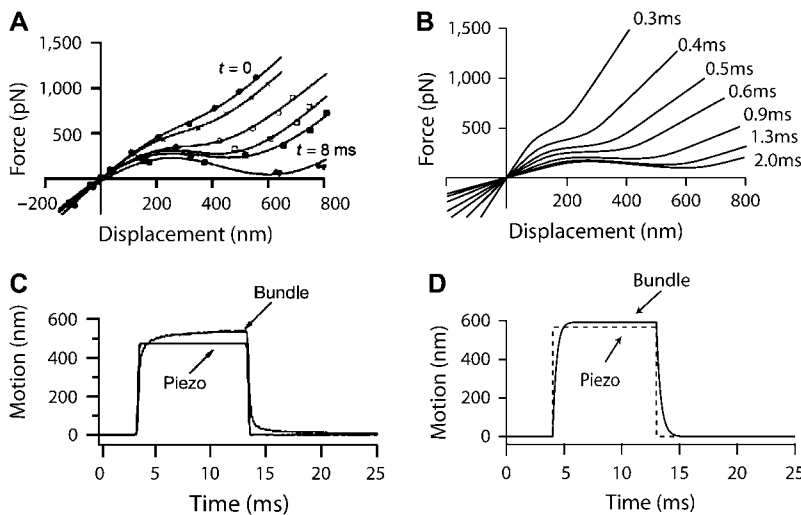 A
1,500
1,000
500
0
Force (pN)
t = 0
t = 8 ms
−200
200
400
600
800
Displacement (nm)
B
1,500
1,000
500
0
Force (pN)
0.3ms
0.4ms
0.5ms
0.6ms
0.9ms
1.3ms
2.0ms
200
400
600
800
Displacement (nm)
C
600
400
200
0
Motion (nm)
Bundle
Piezo
0
5
10
15
20
25
Time (ms)
D
600
400
200
0
Motion (nm)
Bundle
Piezo
0
5
10
15
20
25
Time (ms)